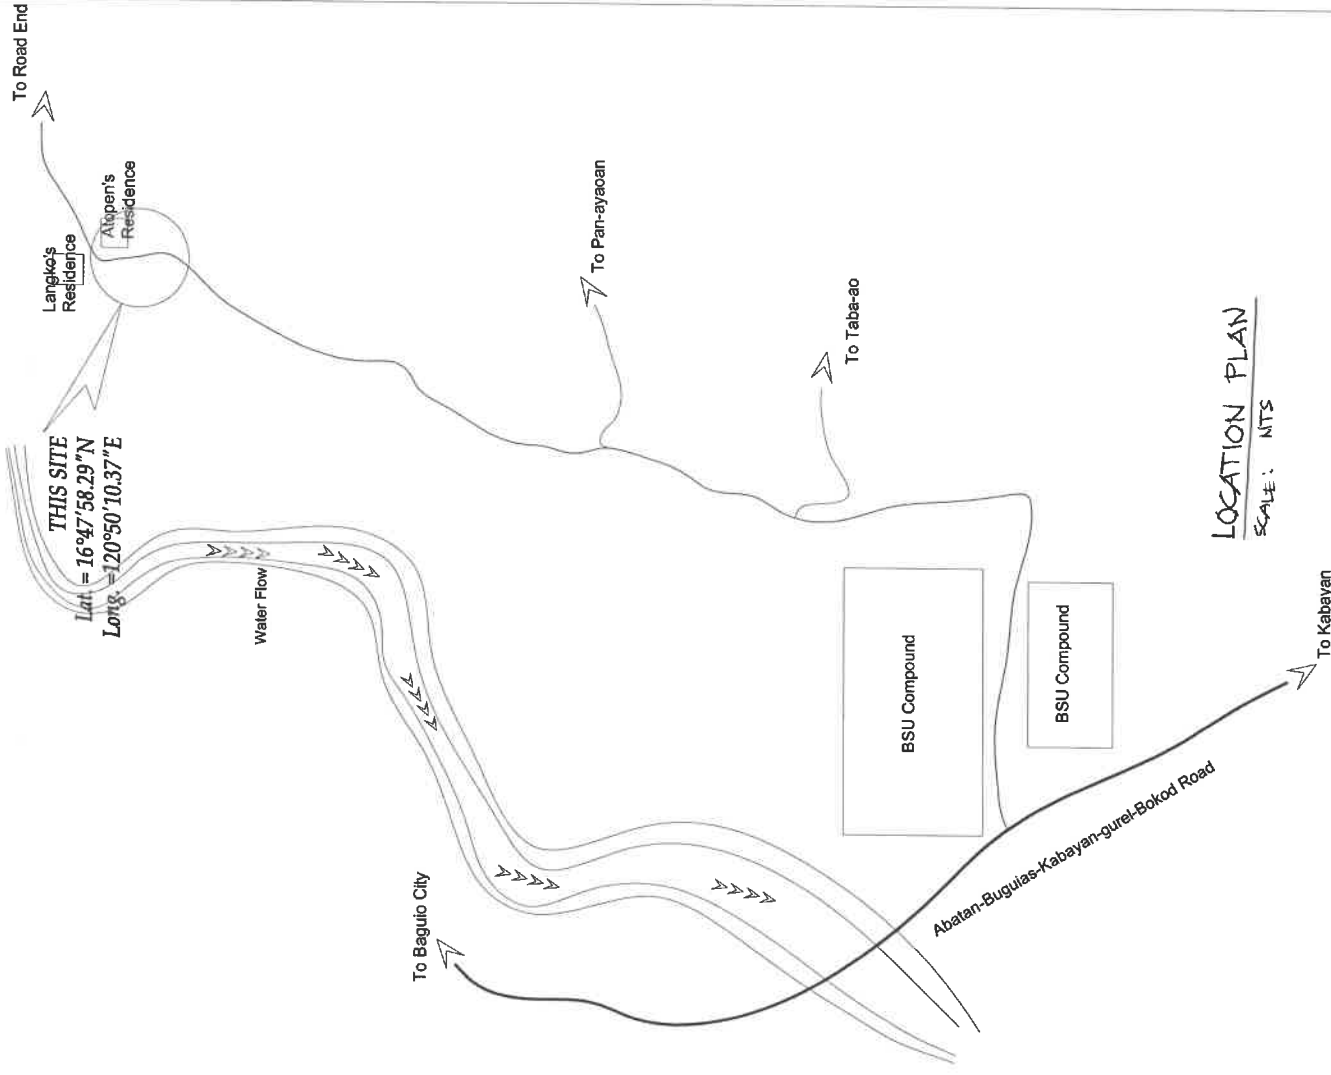 To Road End
Langko's
Residence
Atopen's
Residence
THIS SITE
Lat. = 16°47'58.29"N
Long. =120°50'10.37"E
Water Flow
To Pan-ayaoan
To Taba-ao
BSU Compound
BSU Compound
To Baguio City
Abatan-Buguias-Kabayan-gurel-Bokod Road
To Kabayan
LOCATION PLAN
SCALE: NTS